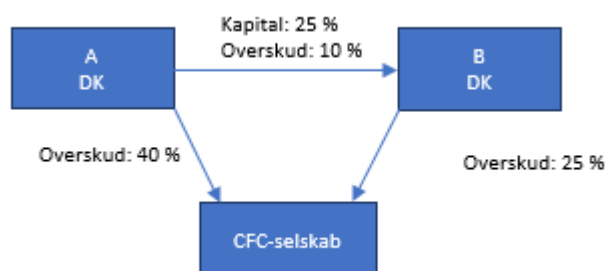 Kapital: 25 %
Overskud: 10 %
A
DK
B
DK
Overskud: 40 %
Overskud: 25 %
CFC-selskab